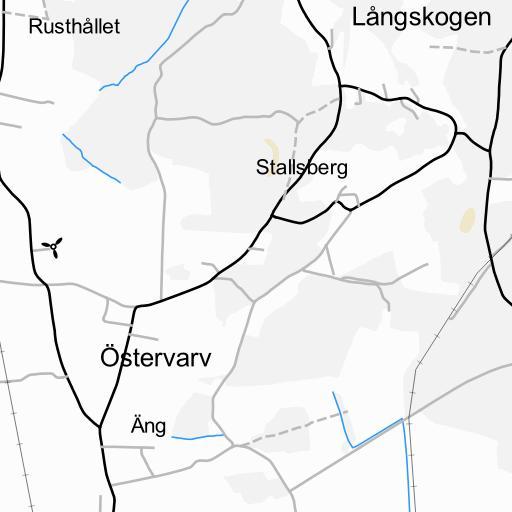 Långskogen
Rusthållet
Stallsberg
Östervarv
Äng